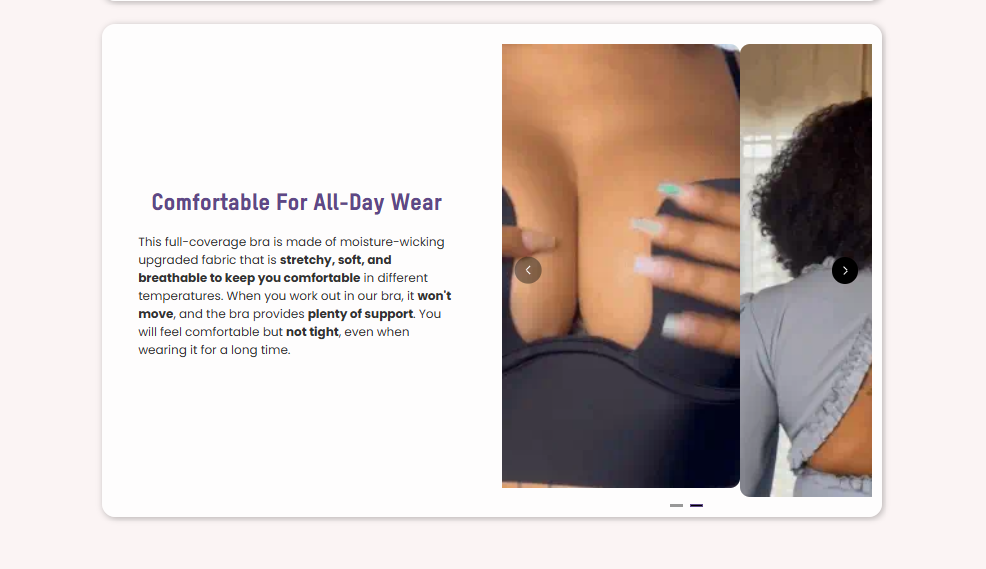 Comfortable For All-Day Wear
This full-coverage bra is made of moisture-wicking
upgraded fabric that is stretchy, soft, and
breathable to keep you comfortable in different
temperatures. When you work out in our bra, it won't
move, and the bra provides plenty of support. You
will feel comfortable but not tight, even when
wearing it for a long time.